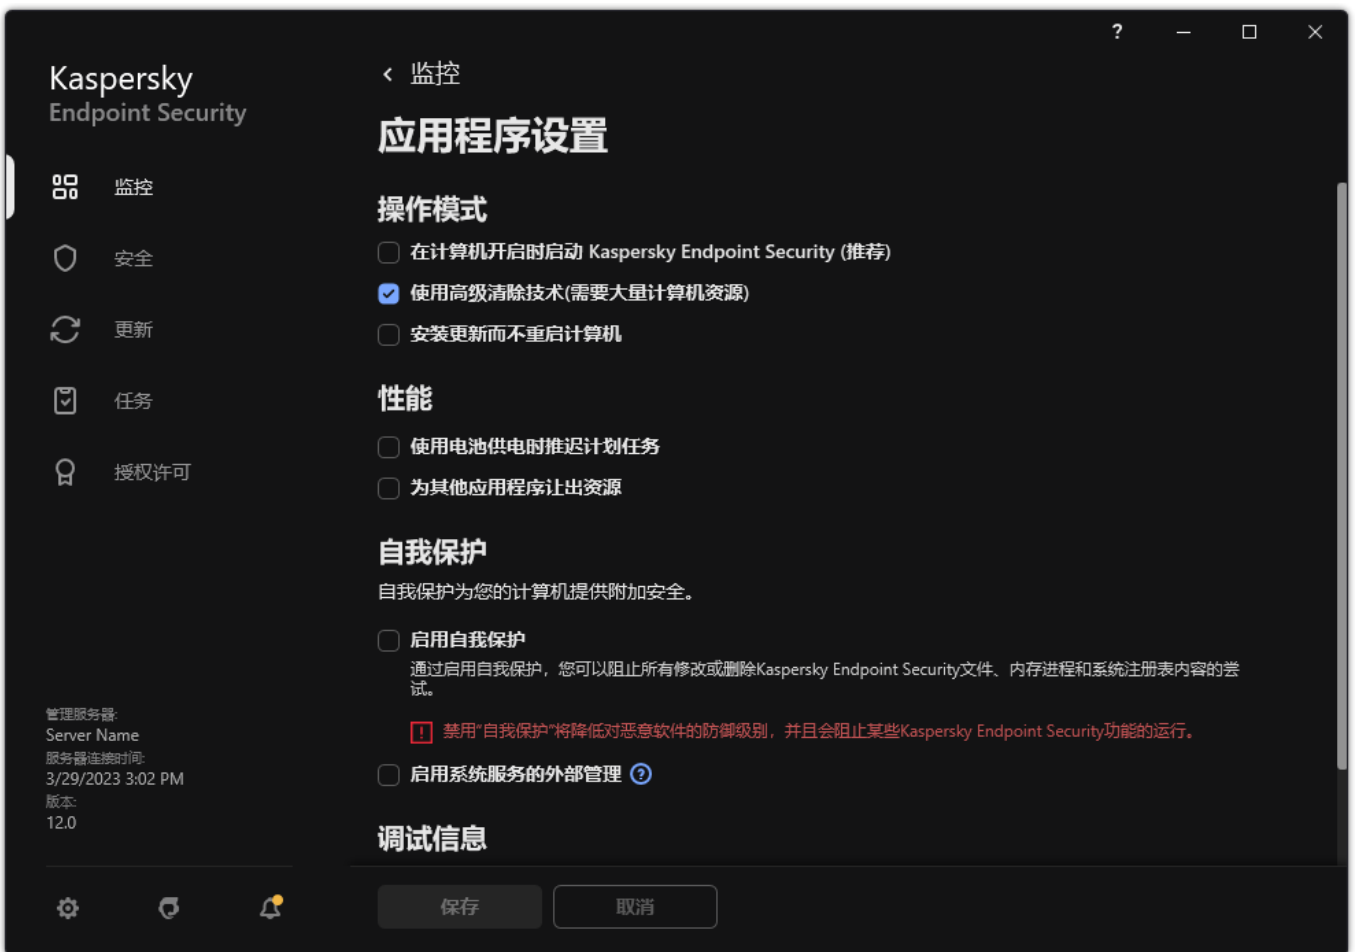 Kaspersky
Endpoint Security
监控
安全
更新
任务
授权许可
管理服务器:
Server Name
服务器连接时间:
3/29/2023 3:02 PM
版本:
12.0
?
监控
应用程序设置
操作模式
在计算机开启时启动 Kaspersky Endpoint Security (推荐)
使用高级清除技术(需要大量计算机资源)
安装更新而不重启计算机
性能
使用电池供电时推迟计划任务
为其他应用程序让出资源
自我保护
自我保护为您的计算机提供附加安全。
启用自我保护
通过启用自我保护，您可以阻止所有修改或删除Kaspersky Endpoint Security文件、内存进程和系统注册表内容的尝
试。
禁用“自我保护”将降低对恶意软件的防御级别，并且会阻止某些Kaspersky Endpoint Security功能的运行。
启用系统服务的外部管理 ?
调试信息
保存
取消